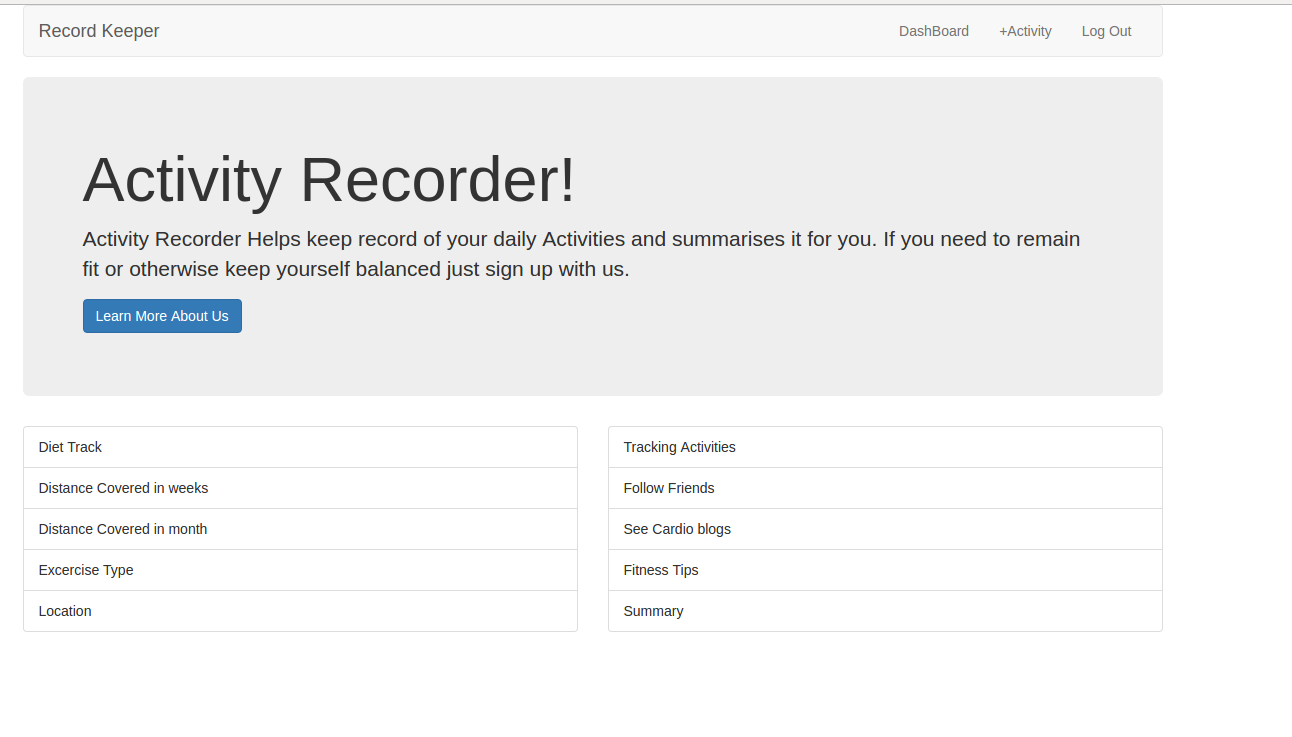 Record Keeper
DashBoard
+Activity
Log Out
Activity Recorder!
Activity Recorder Helps keep record of your daily Activities and summarises it for you. If you need to remain
fit or otherwise keep yourself balanced just sign up with us.
Learn More About Us
Diet Track
Distance Covered in weeks
Distance Covered in month
Excercise Type
Location
Tracking Activities
Follow Friends
See Cardio blogs
Fitness Tips
Summary